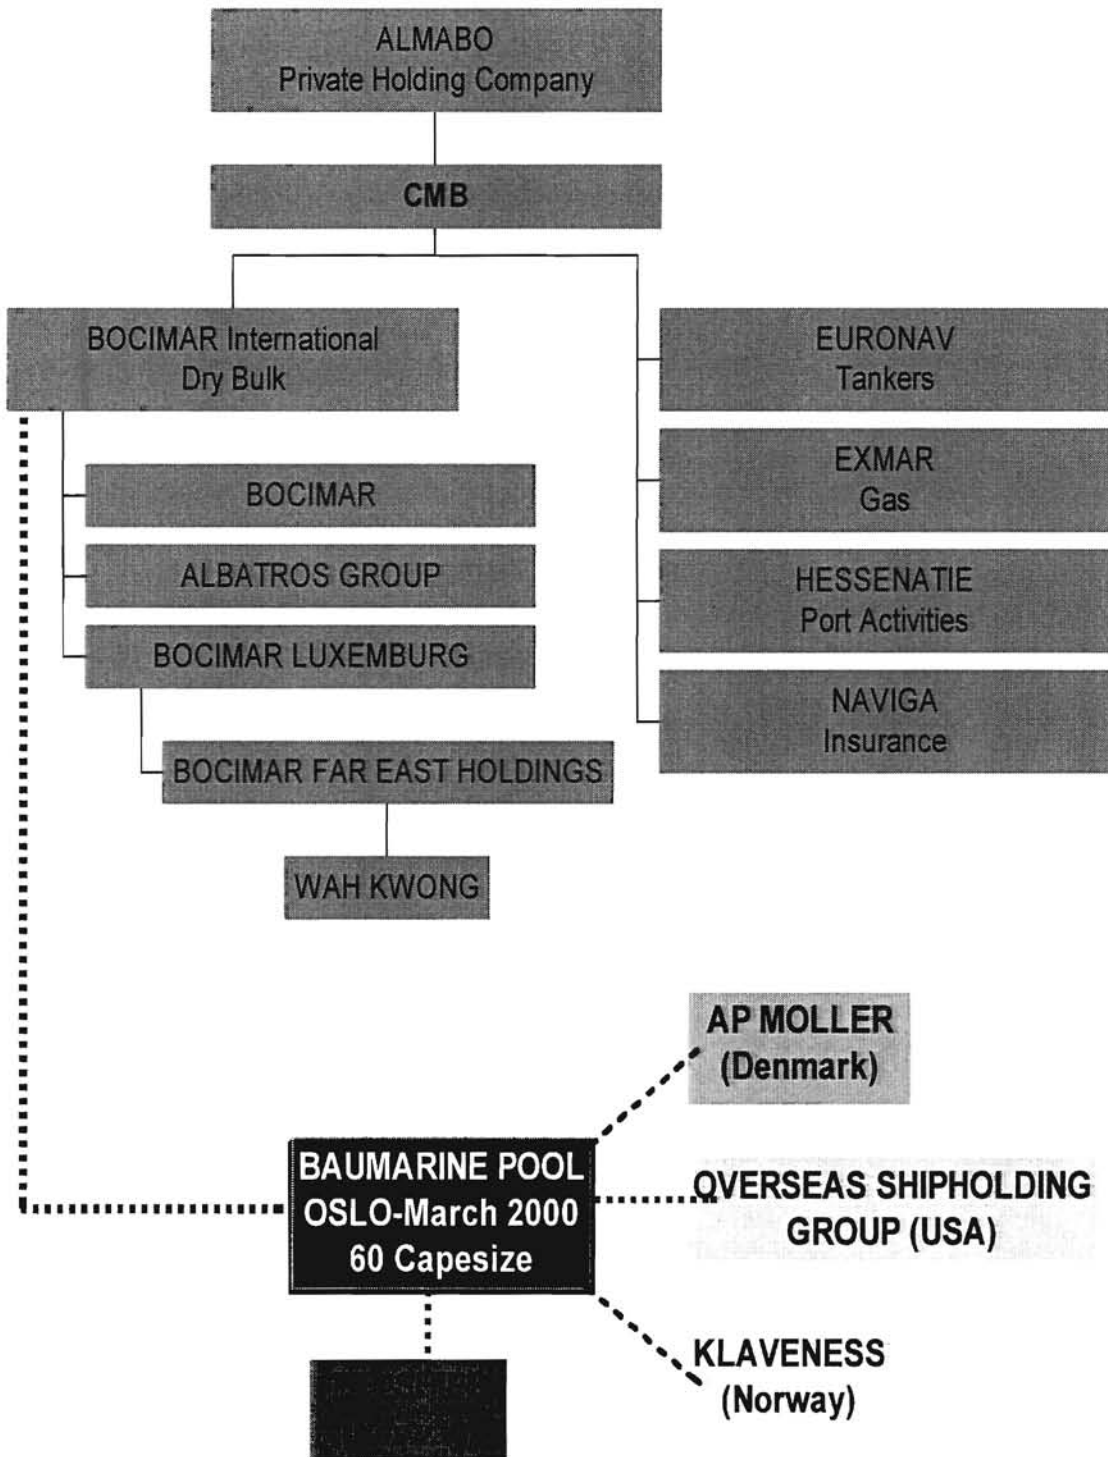 ALMABO
Private Holding Company
CMB
BOCIMAR International
Dry Bulk
EURONAV
Tankers
EXMAR
Gas
BOCIMAR
ALBATROS GROUP
HESSENATIE
Port Activities
BOCIMAR LUXEMBURG
NAVIGA
Insurance
BOCIMAR FAR EAST HOLDINGS
WAH KWONG
AP MOLLER
(Denmark)
BAUMARINE POOL
OSLO-March 2000
60 Capesize
OVERSEAS SHIPHOLDING
GROUP (USA)
KLAVENESS
(Norway)